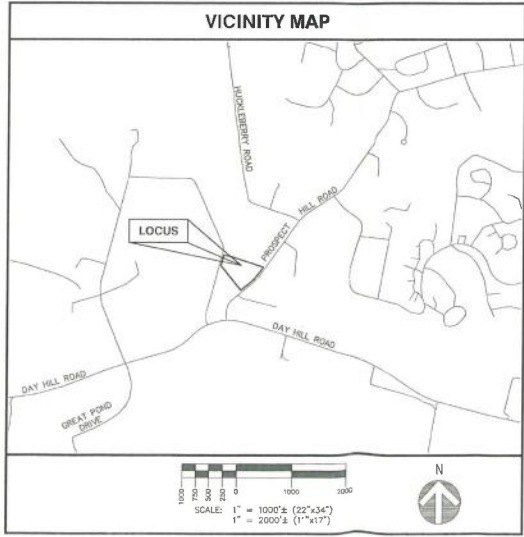 VICINITY MAP
HUCKLEBERRY ROAD
PROSPECT
HILL ROAD
LOCUS
DAY HILL ROAD
DAY HILL ROAD
GREAT POND
DRIVE
1000
750
500
250
0
1000
2000
SCALE: 1" = 1000'± (22"x34")
1" = 2000'± (11"x17")
N